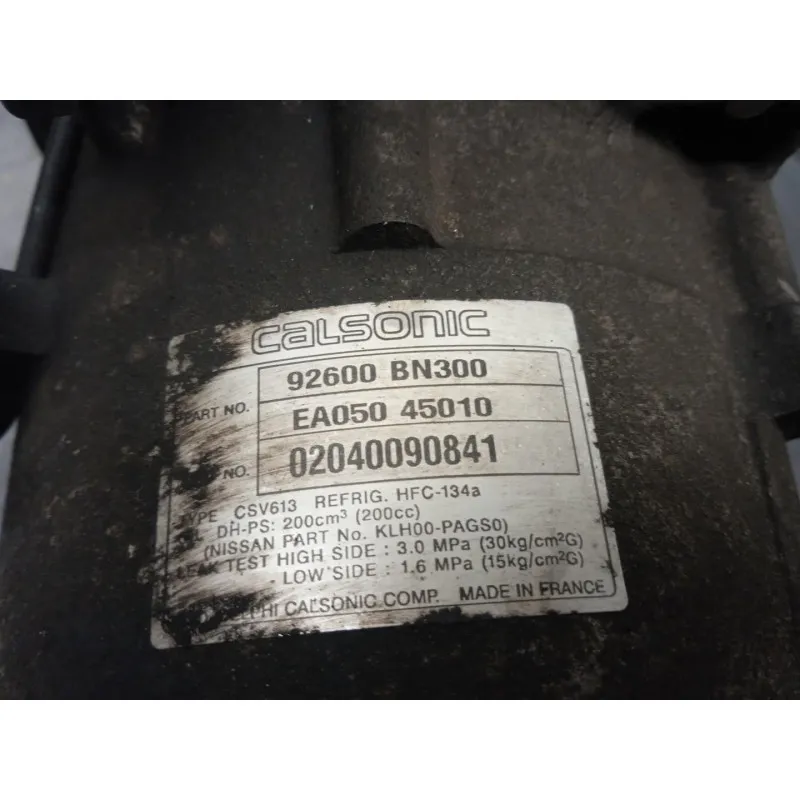 CALSONIC
92600 BN300
PART NO. EA050 45010
NO. 02040090841
TYPE CSV613 REFRIG. HFC-134a
DH-PS: 200cm³ (200cc)
(NISSAN PART No. KLH00-PAGS0)
LEAK TEST HIGH SIDE : 3.0 MPa (30kg/cm²G)
LOW SIDE : 1.6 MPa (15kg/cm²G)
CALSONIC COMP. MADE IN FRANCE